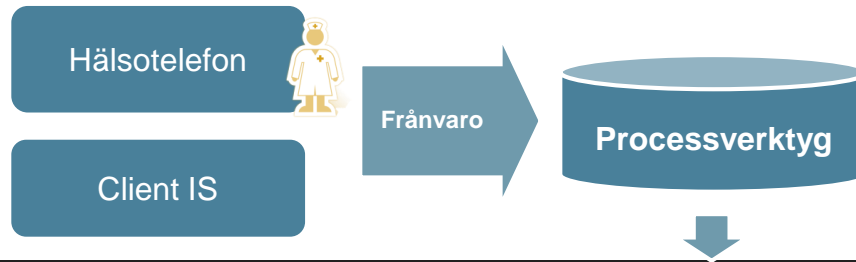 Hälsotelefon
Frånvaro
Processverktyg
Client IS